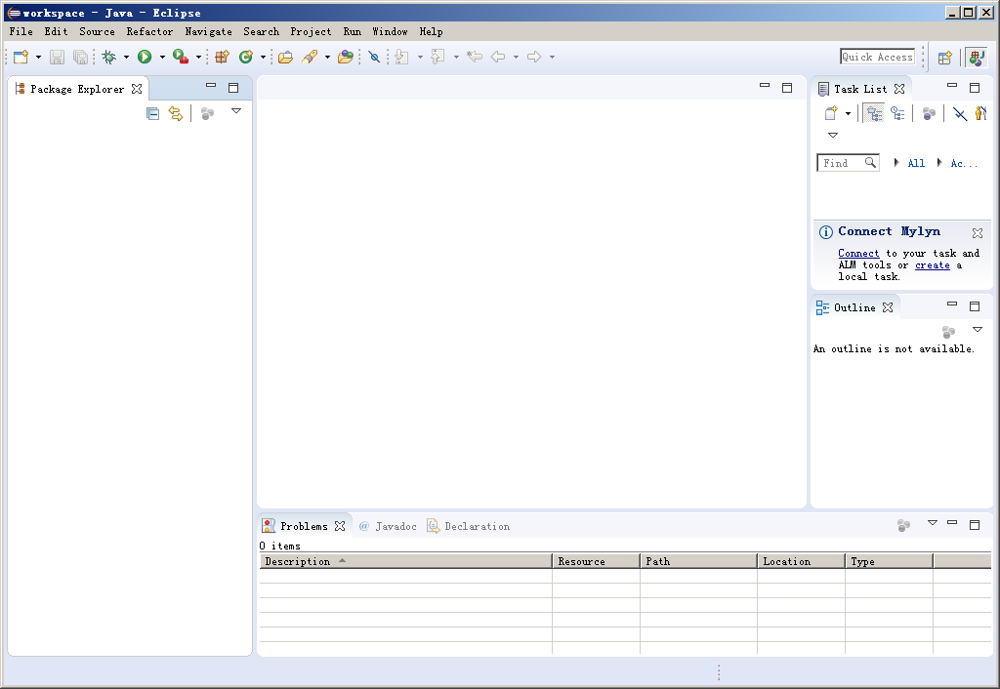 workspace - Java - Eclipse
File Edit Source Refactor Navigate Search Project Run Window Help
Quick Access
Package Explorer
Task List
Find All Ac...
Connect Mylyn
Connect to your task and
ALM tools or create a
local task.
Outline
An outline is not available.
Problems @ Javadoc Declaration
0 items
Description Resource Path Location Type